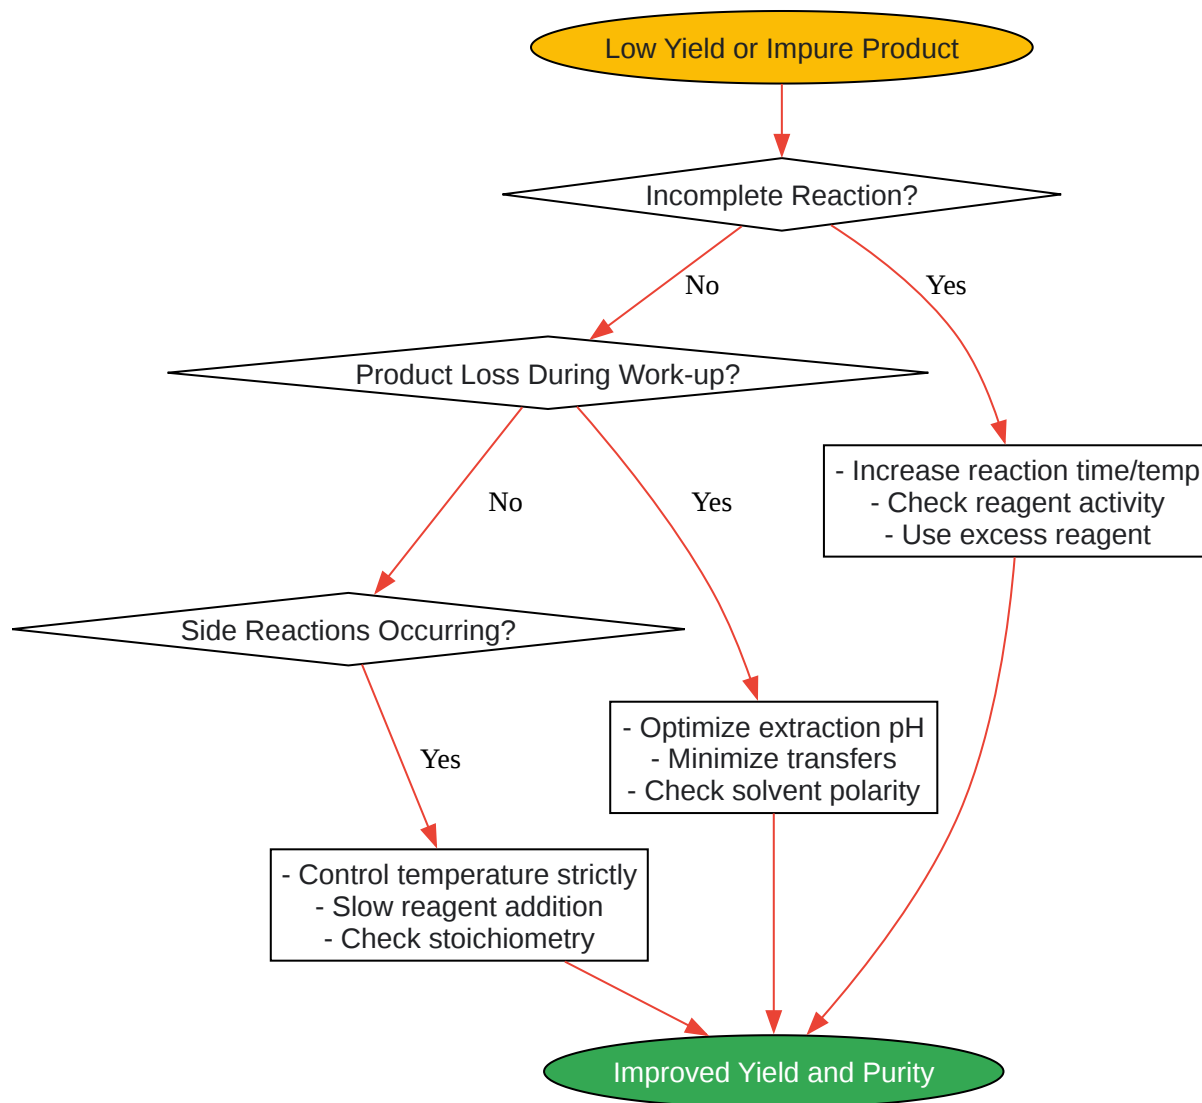 Low Yield or Impure Product
Incomplete Reaction?
No
Yes
Product Loss During Work-up?
- Increase reaction time/temp
- Check reagent activity
- Use excess reagent
No
Yes
Side Reactions Occurring?
- Optimize extraction pH
- Minimize transfers
- Check solvent polarity
Yes
- Control temperature strictly
- Slow reagent addition
- Check stoichiometry
Improved Yield and Purity